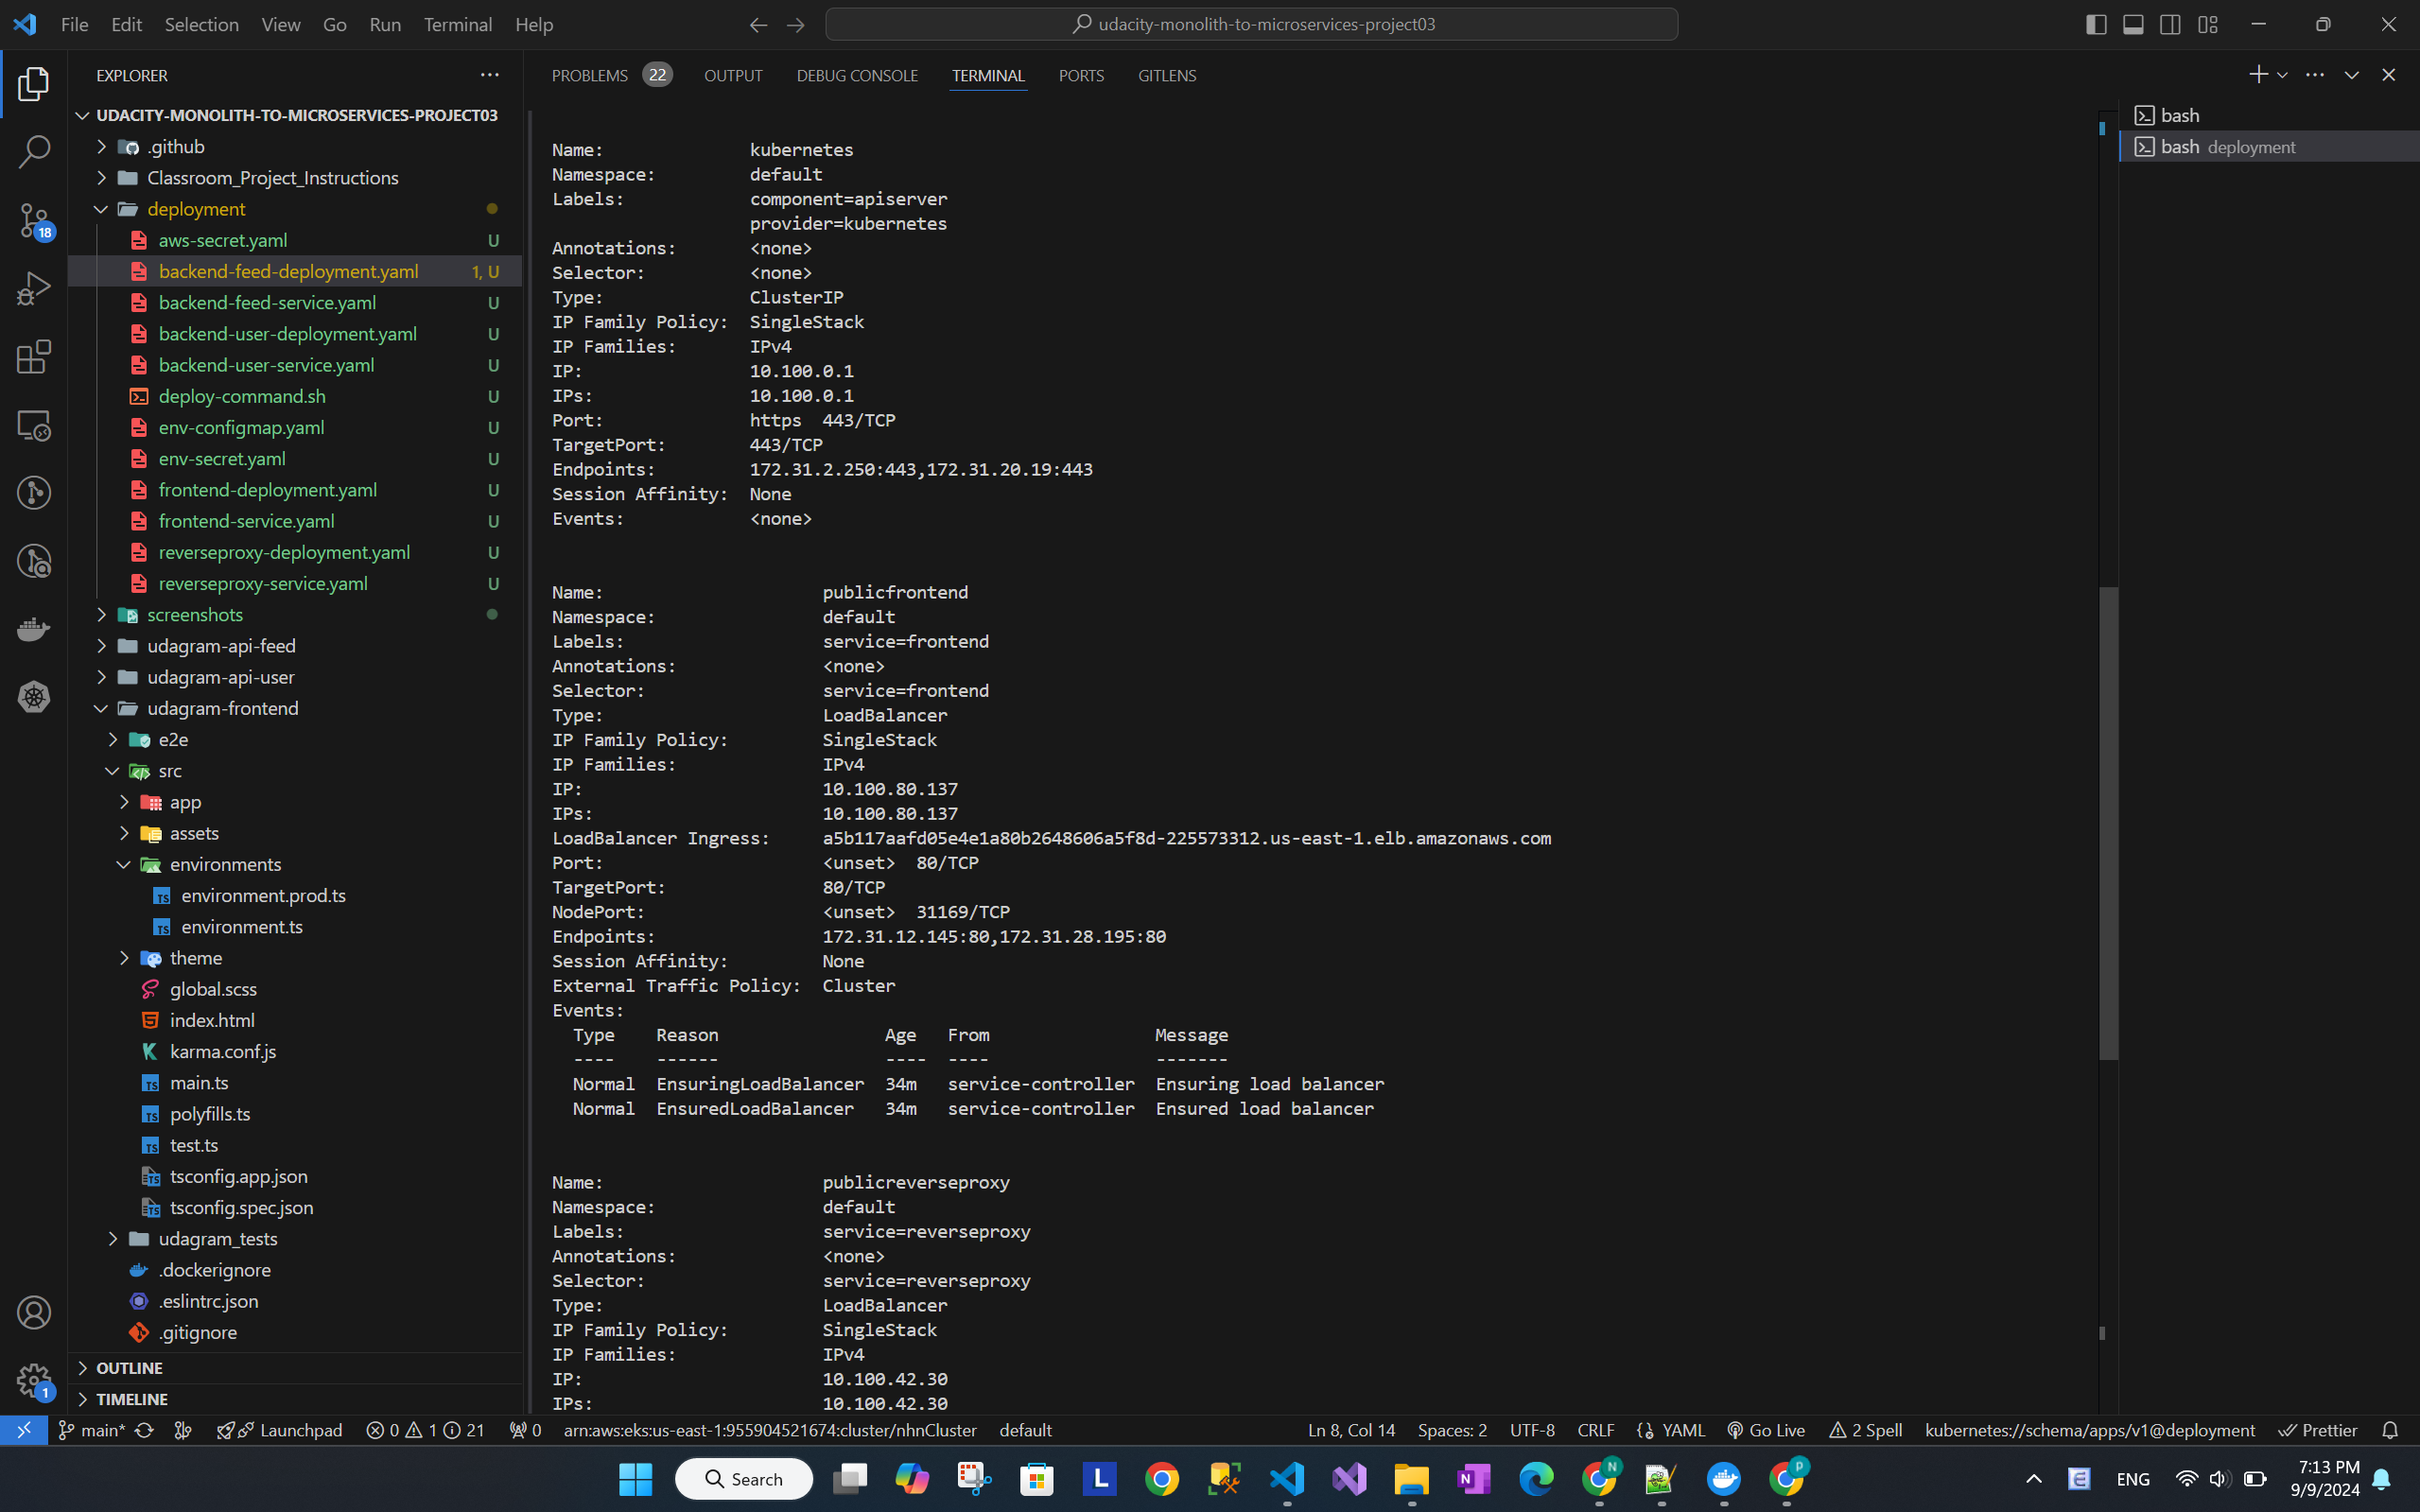 File Edit Selection View Go Run Terminal Help
udacity-monolith-to-microservices-project03
EXPLORER
UDACITY-MONOLITH-TO-MICROSERVICES-PROJECT03
.github
Classroom_Project_Instructions
deployment
aws-secret.yaml U
backend-feed-deployment.yaml 1, U
backend-feed-service.yaml U
backend-user-deployment.yaml U
backend-user-service.yaml U
deploy-command.sh U
env-configmap.yaml U
env-secret.yaml U
frontend-deployment.yaml U
frontend-service.yaml U
reverseproxy-deployment.yaml U
reverseproxy-service.yaml U
screenshots
udagram-api-feed
udagram-api-user
udagram-frontend
e2e
src
app
assets
environments
environment.prod.ts
environment.ts
theme
global.scss
index.html
karma.conf.js
main.ts
polyfills.ts
test.ts
tsconfig.app.json
tsconfig.spec.json
udagram_tests
.dockerignore
.eslintrc.json
.gitignore
OUTLINE
TIMELINE
18
1
PROBLEMS 22 OUTPUT DEBUG CONSOLE TERMINAL PORTS GITLENS
Name: kubernetes
Namespace: default
Labels: component=apiserver
provider=kubernetes
Annotations: <none>
Selector: <none>
Type: ClusterIP
IP Family Policy: SingleStack
IP Families: IPv4
IP: 10.100.0.1
IPs: 10.100.0.1
Port: https 443/TCP
TargetPort: 443/TCP
Endpoints: 172.31.2.250:443,172.31.20.19:443
Session Affinity: None
Events: <none>
Name: publicfrontend
Namespace: default
Labels: service=frontend
Annotations: <none>
Selector: service=frontend
Type: LoadBalancer
IP Family Policy: SingleStack
IP Families: IPv4
IP: 10.100.80.137
IPs: 10.100.80.137
LoadBalancer Ingress: a5b117aafd05e4e1a80b2648606a5f8d-225573312.us-east-1.elb.amazonaws.com
Port: <unset> 80/TCP
TargetPort: 80/TCP
NodePort: <unset> 31169/TCP
Endpoints: 172.31.12.145:80,172.31.28.195:80
Session Affinity: None
External Traffic Policy: Cluster
Events:
Type Reason Age From Message
---- ------ ---- ---- -------
Normal EnsuringLoadBalancer 34m service-controller Ensuring load balancer
Normal EnsuredLoadBalancer 34m service-controller Ensured load balancer
Name: publicreverseproxy
Namespace: default
Labels: service=reverseproxy
Annotations: <none>
Selector: service=reverseproxy
Type: LoadBalancer
IP Family Policy: SingleStack
IP Families: IPv4
IP: 10.100.42.30
IPs: 10.100.42.30
bash
bash deployment
main* Launchpad 0 1 21 0 arn:aws:eks:us-east-1:955904521674:cluster/nhnCluster default Ln 8, Col 14 Spaces: 2 UTF-8 CRLF YAML Go Live 2 Spell kubernetes://schema/apps/v1@deployment Prettier
Search L N N P ENG
7:13 PM
9/9/2024